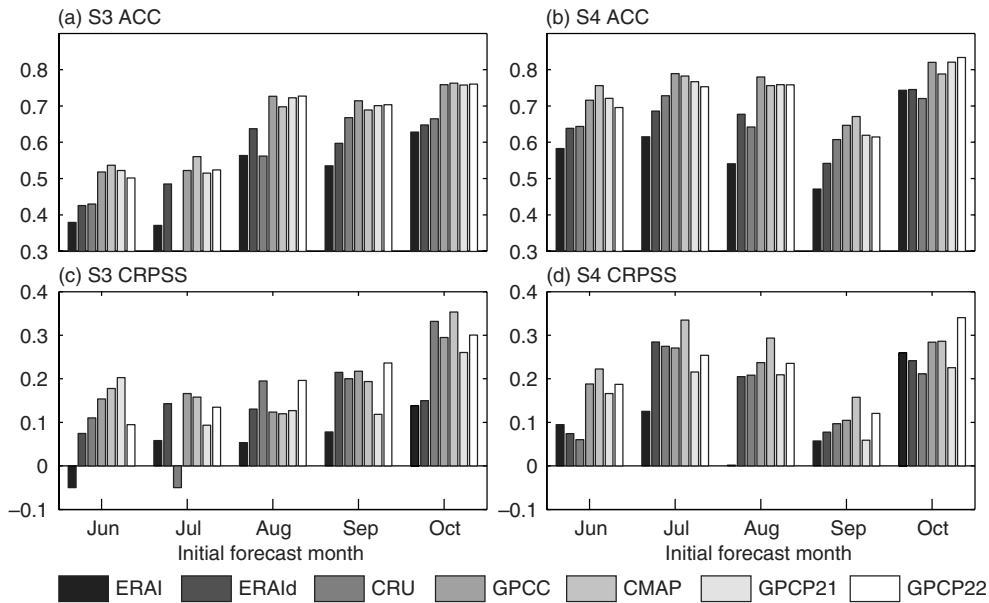 (a) S3 ACC
(b) S4 ACC
0.8
0.7
0.6
0.5
0.4
0.3
0.8
0.7
0.6
0.5
0.4
0.3
(c) S3 CRPSS
(d) S4 CRPSS
0.4
0.3
0.2
0.1
0
–0.1
0.4
0.3
0.2
0.1
0
–0.1
Jun Jul Aug Sep Oct
Jun Jul Aug Sep Oct
Initial forecast month
Initial forecast month
ERAI ERAId CRU GPCC CMAP GPCP21 GPCP22